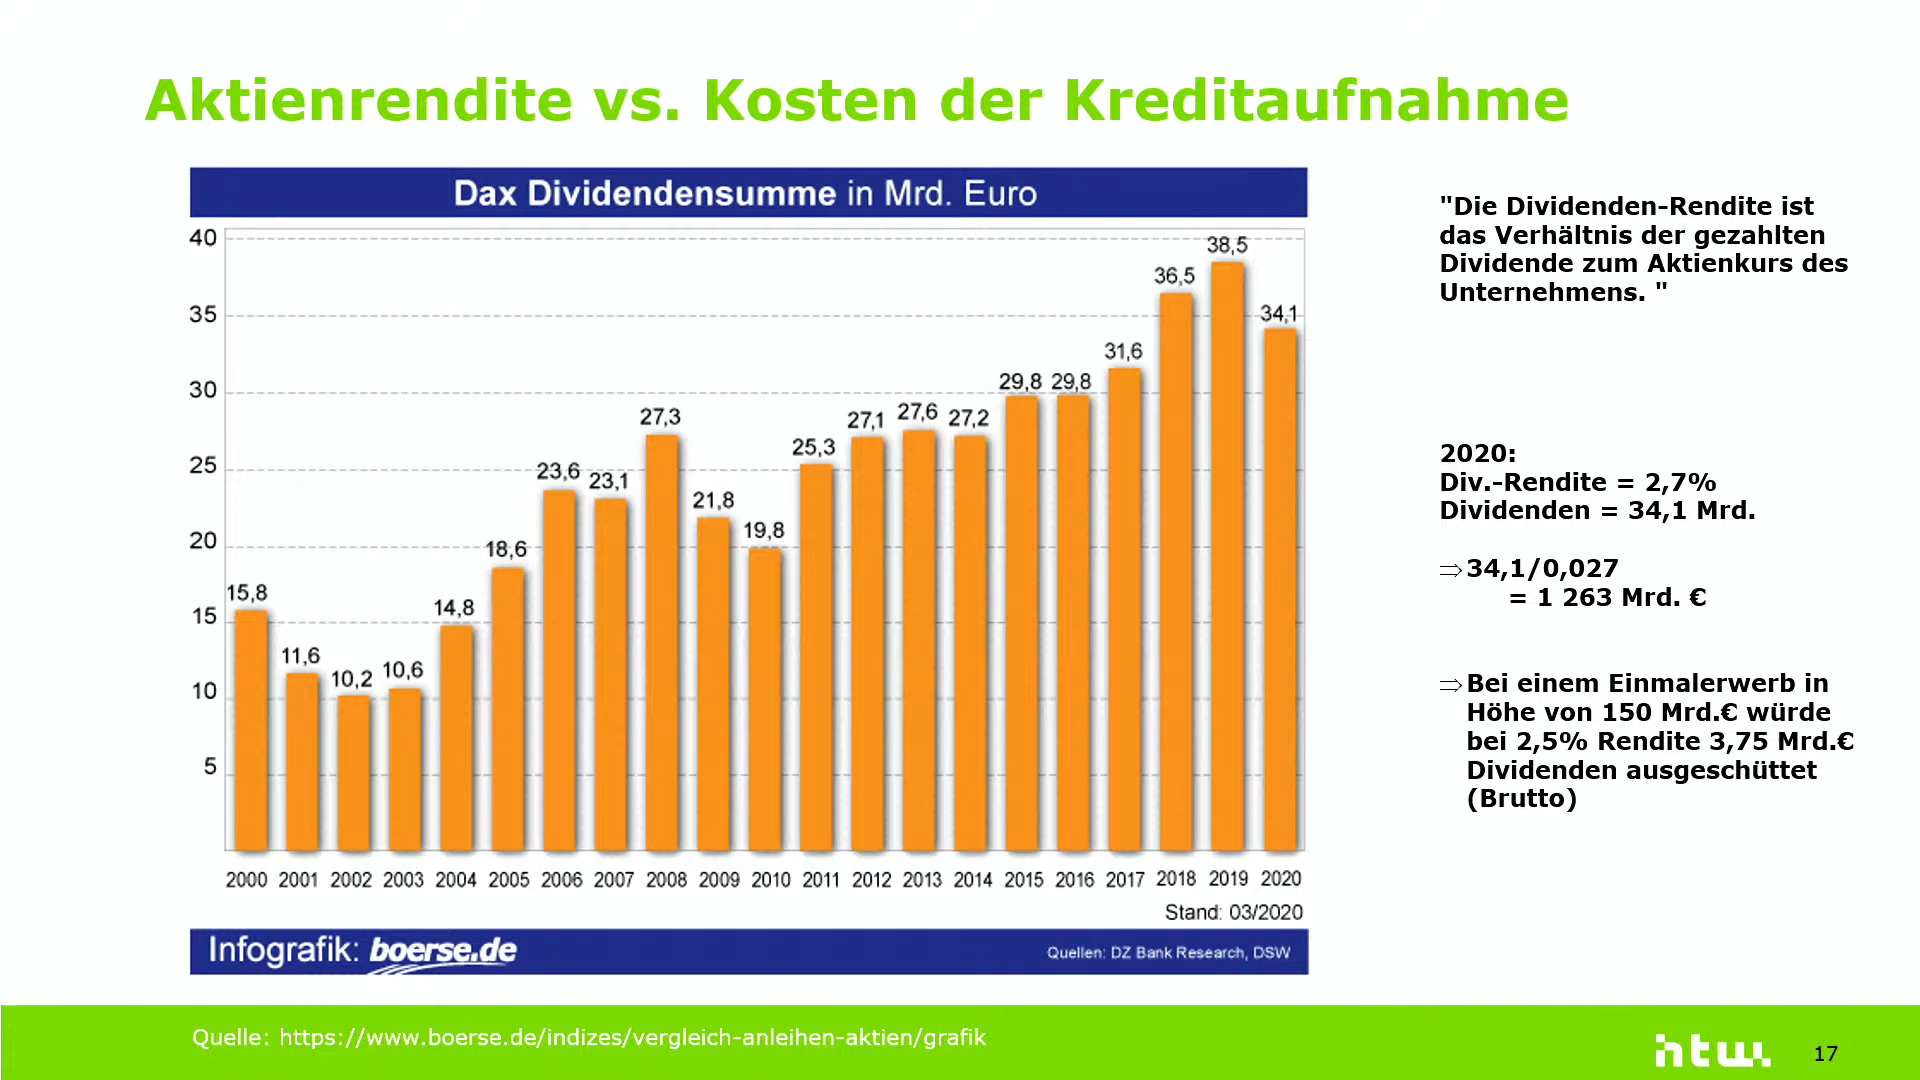 Aktienrendite vs. Kosten der Kreditaufnahme
Dax Dividendensumme in Mrd. Euro
40
35
30
25
20
15
10
5
15,8
11,6
10,2
10,6
14,8
18,6
23,6
23,1
27,3
21,8
19,8
25,3
27,1
27,6
27,2
29,8
29,8
31,6
36,5
38,5
34,1
2000 2001 2002 2003 2004 2005 2006 2007 2008 2009 2010 2011 2012 2013 2014 2015 2016 2017 2018 2019 2020
Stand: 03/2020
Infografik: boerse.de
Quellen: DZ Bank Research, DSW
"Die Dividenden-Rendite ist
das Verhältnis der gezahlten
Dividende zum Aktienkurs des
Unternehmens. "
2020:
Div.-Rendite = 2,7%
Dividenden = 34,1 Mrd.
⇒34,1/0,027
= 1 263 Mrd. €
⇒Bei einem Einmalerwerb in
Höhe von 150 Mrd.€ würde
bei 2,5% Rendite 3,75 Mrd.€
Dividenden ausgeschüttet
(Brutto)
Quelle: https://www.boerse.de/indizes/vergleich-anleihen-aktien/grafik
htw.
17